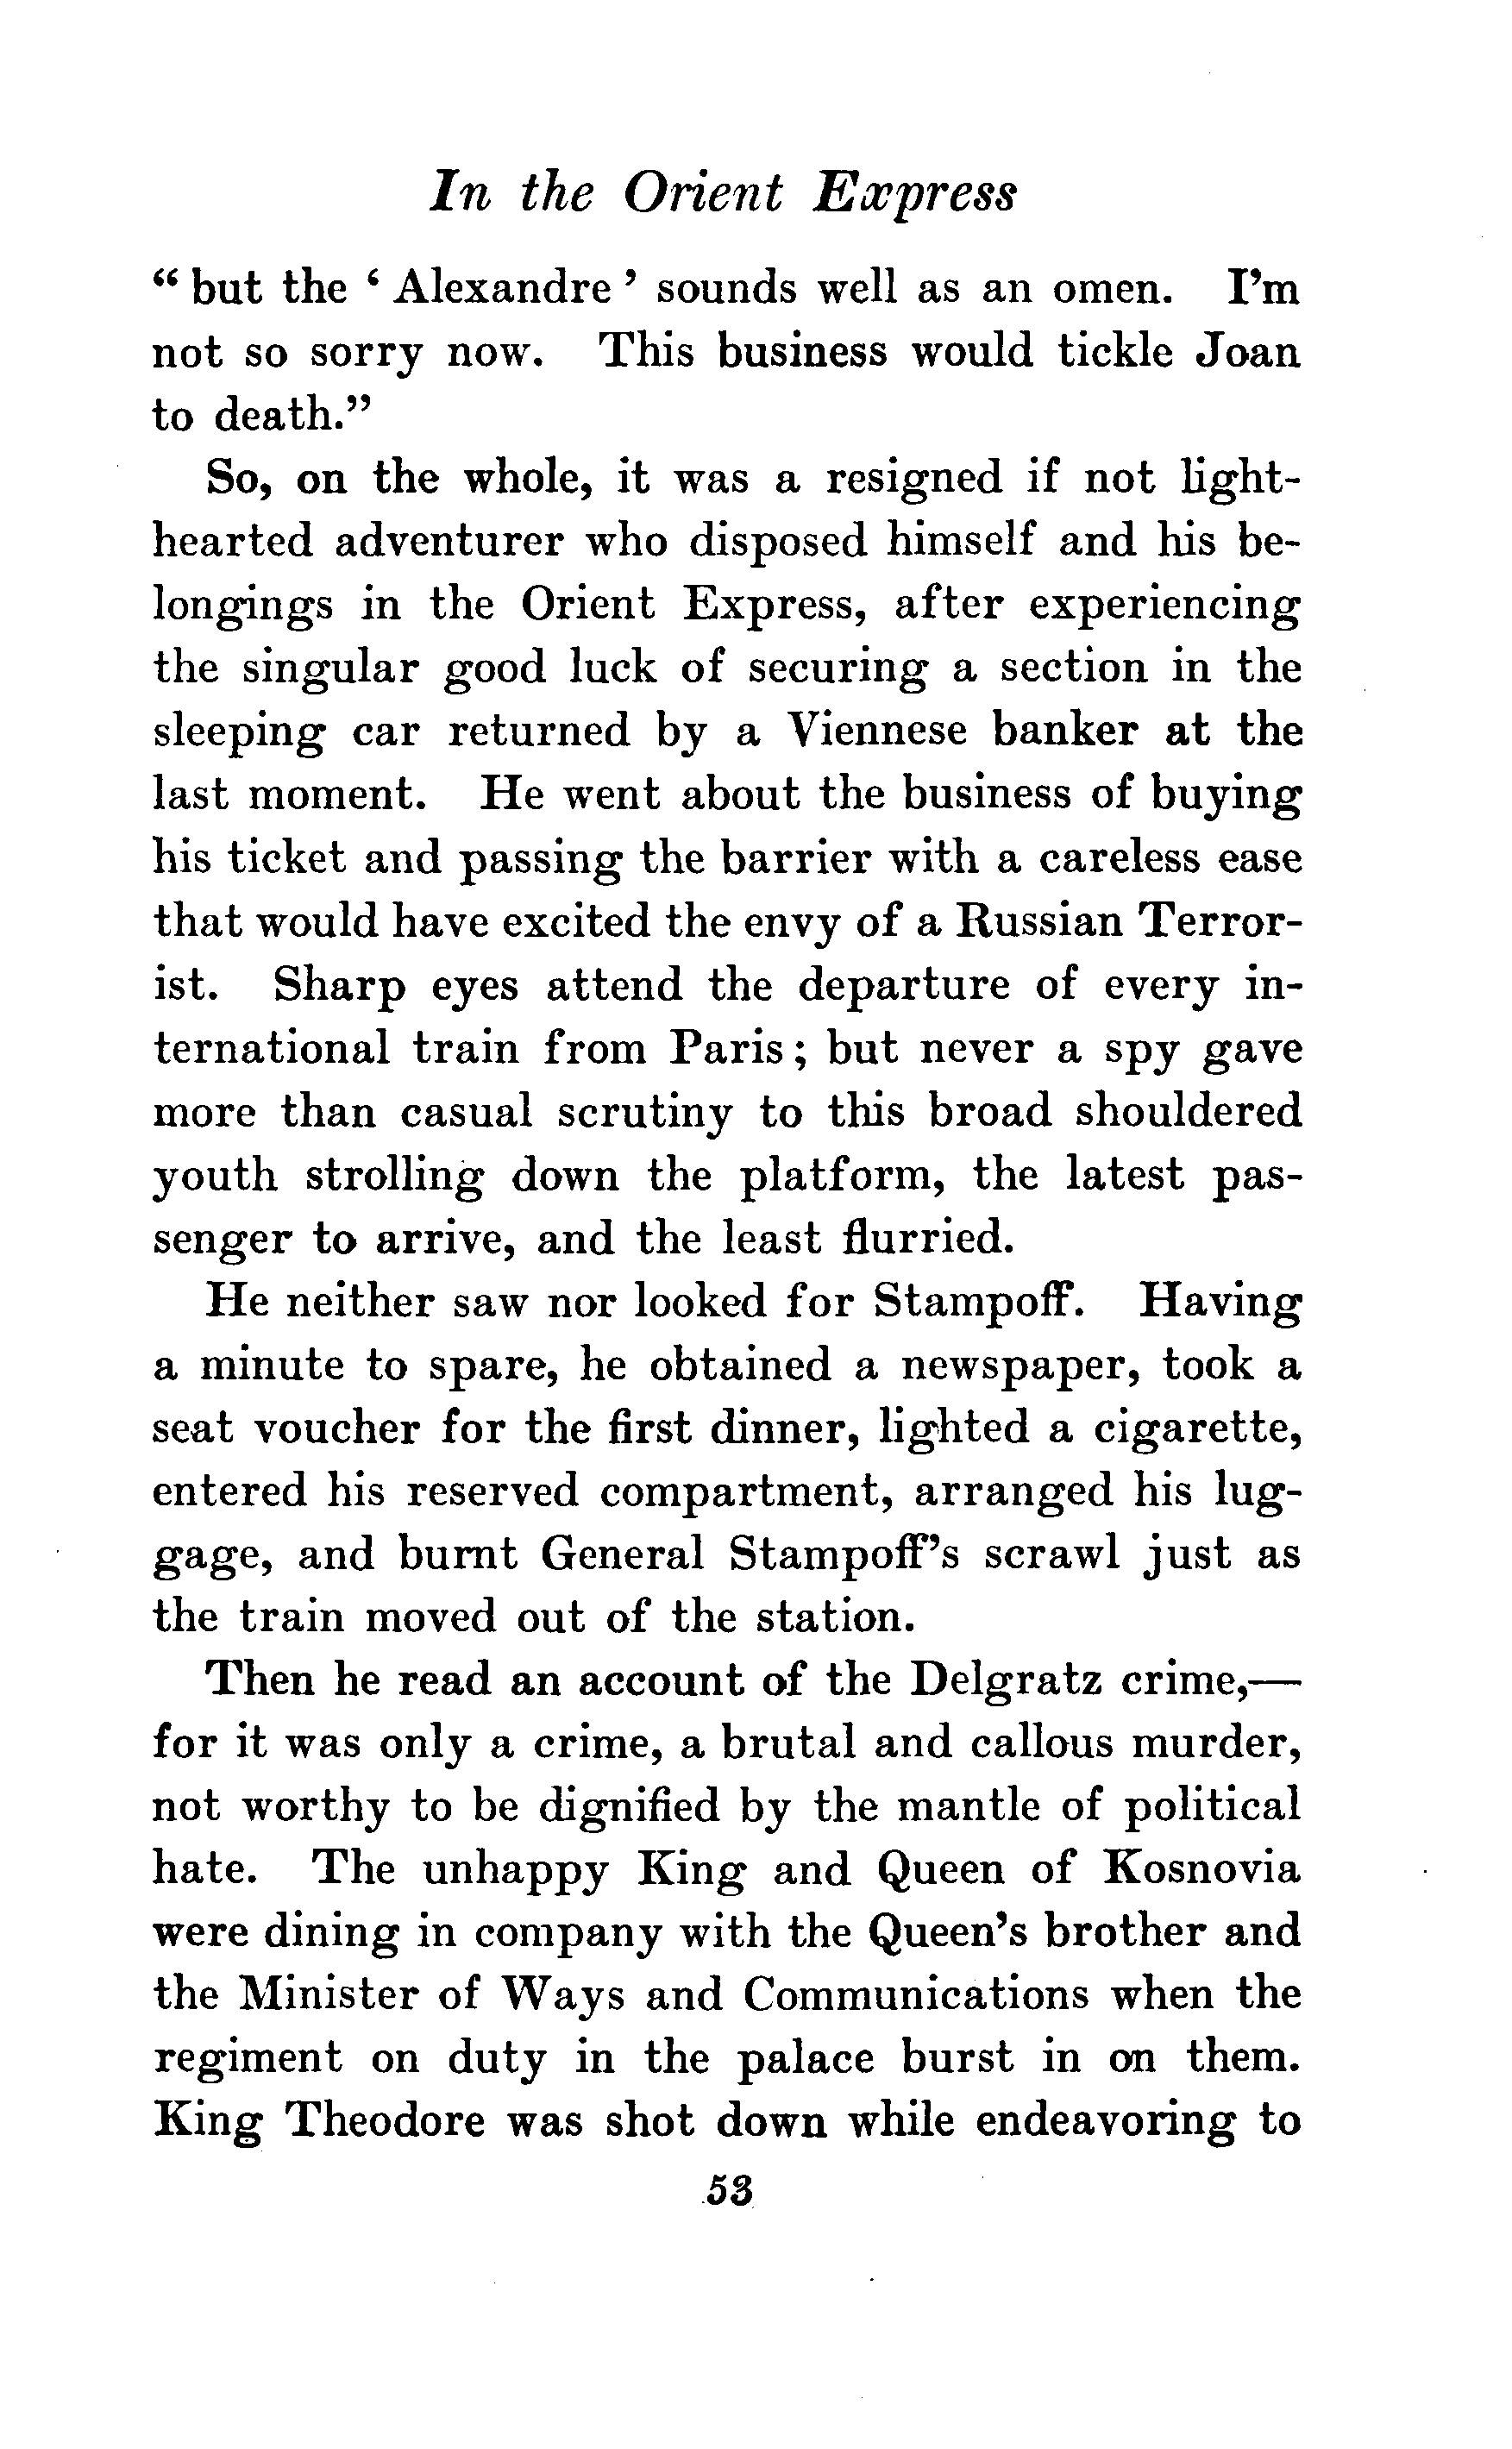 In the Orient Express
“ but the ‘ Alexandre ’ sounds well as an omen. I’m
not so sorry now. This business would tickle Joan
to death.”
So, on the whole, it was a resigned if not light-
hearted adventurer who disposed himself and his be-
longings in the Orient Express, after experiencing
the singular good luck of securing a section in the
sleeping car returned by a Viennese banker at the
last moment. He went about the business of buying
his ticket and passing the barrier with a careless ease
that would have excited the envy of a Russian Terror-
ist. Sharp eyes attend the departure of every in-
ternational train from Paris; but never a spy gave
more than casual scrutiny to this broad shouldered
youth strolling down the platform, the latest pas-
senger to arrive, and the least flurried.
He neither saw nor looked for Stampoff. Having
a minute to spare, he obtained a newspaper, took a
seat voucher for the first dinner, lighted a cigarette,
entered his reserved compartment, arranged his lug-
gage, and burnt General Stampoff’s scrawl just as
the train moved out of the station.
Then he read an account of the Delgratz crime,—
for it was only a crime, a brutal and callous murder,
not worthy to be dignified by the mantle of political
hate. The unhappy King and Queen of Kosnovia
were dining in company with the Queen’s brother and
the Minister of Ways and Communications when the
regiment on duty in the palace burst in on them.
King Theodore was shot down while endeavoring to
53